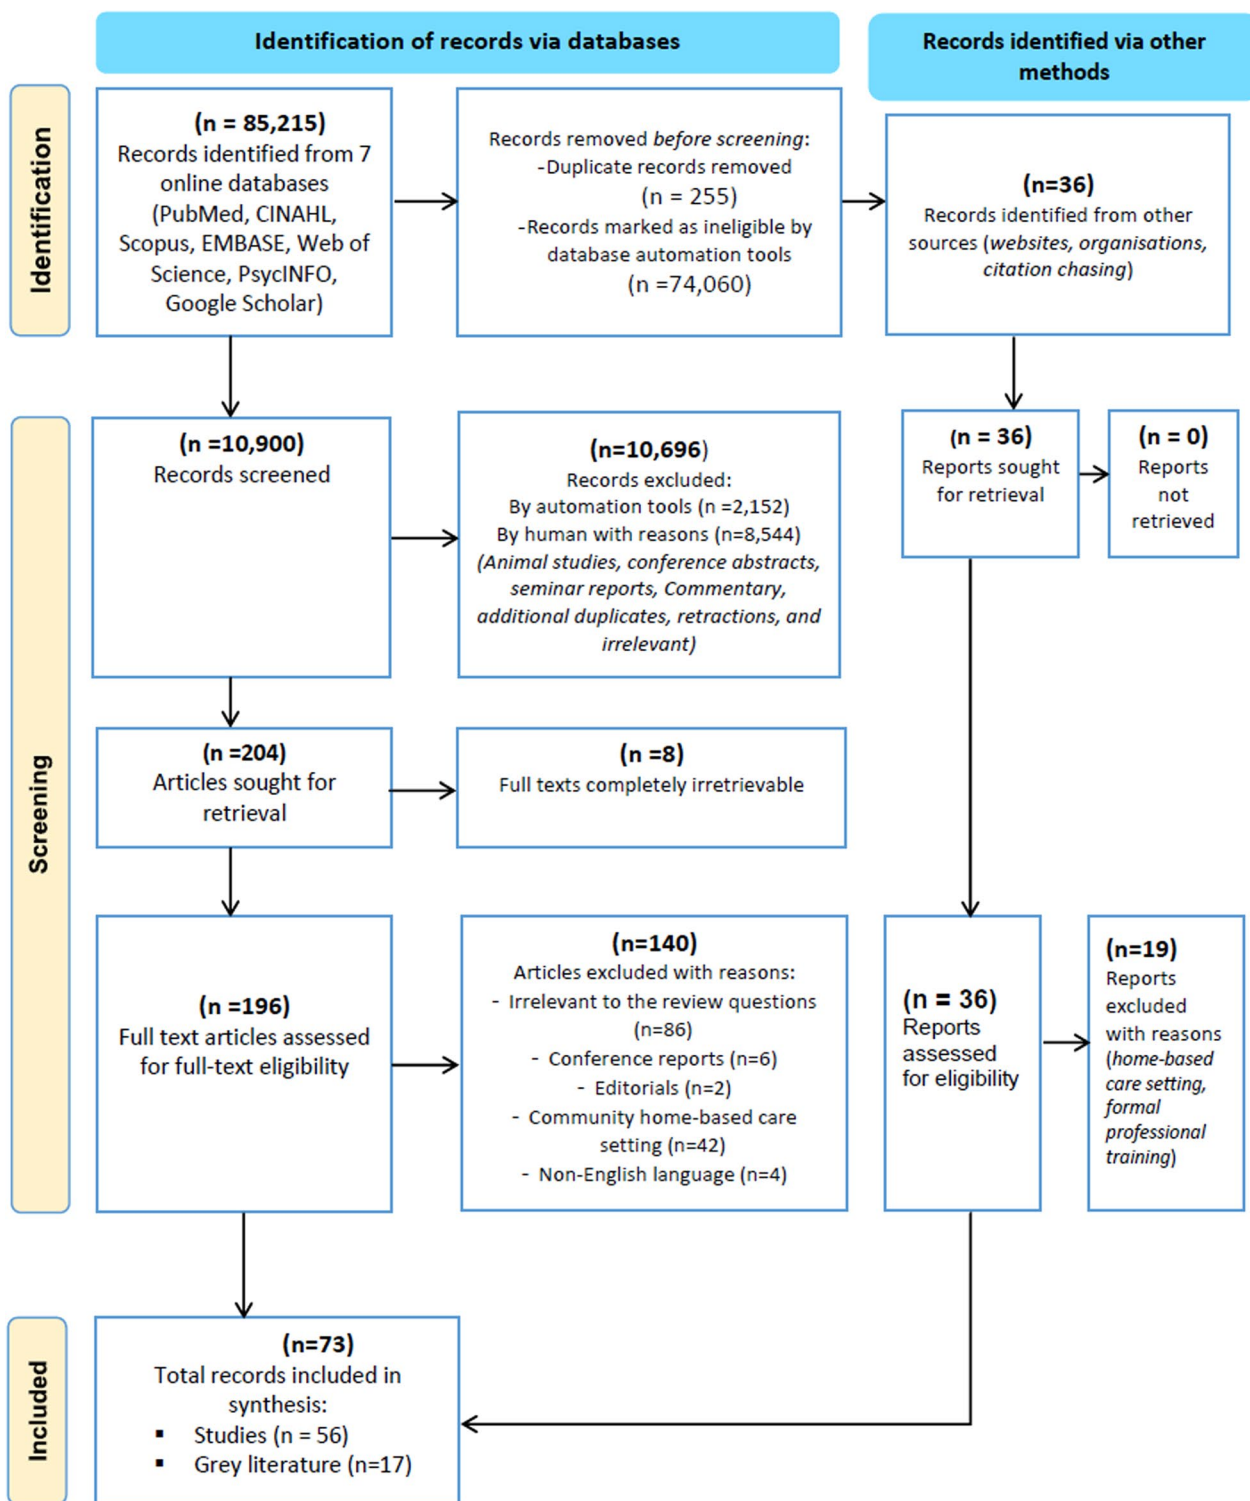 Identification of records via databases
Records identified via other
methods
Identification
(n = 85,215)
Records identified from 7
online databases
(PubMed, CINAHL,
Scopus, EMBASE, Web of
Science, PsycINFO,
Google Scholar)
Records removed before screening:
-Duplicate records removed
(n = 255)
-Records marked as ineligible by
database automation tools
(n =74,060)
(n=36)
Records identified from other
sources (websites, organisations,
citation chasing)
Screening
(n =10,900)
Records screened
(n=10,696)
Records excluded:
By automation tools (n =2,152)
By human with reasons (n=8,544)
(Animal studies, conference abstracts,
seminar reports, Commentary,
additional duplicates, retractions, and
irrelevant)
(n = 36)
Reports sought
for retrieval
(n = 0)
Reports
not
retrieved
(n =204)
Articles sought for
retrieval
(n =8)
Full texts completely irretrievable
(n =196)
Full text articles assessed
for full-text eligibility
(n=140)
Articles excluded with reasons:
- Irrelevant to the review questions
(n=86)
- Conference reports (n=6)
- Editorials (n=2)
- Community home-based care
setting (n=42)
- Non-English language (n=4)
(n = 36)
Reports
assessed
for eligibility
(n=19)
Reports
excluded
with reasons
(home-based
care setting,
formal
professional
training)
Included
(n=73)
Total records included in
synthesis:
▪ Studies (n = 56)
▪ Grey literature (n=17)